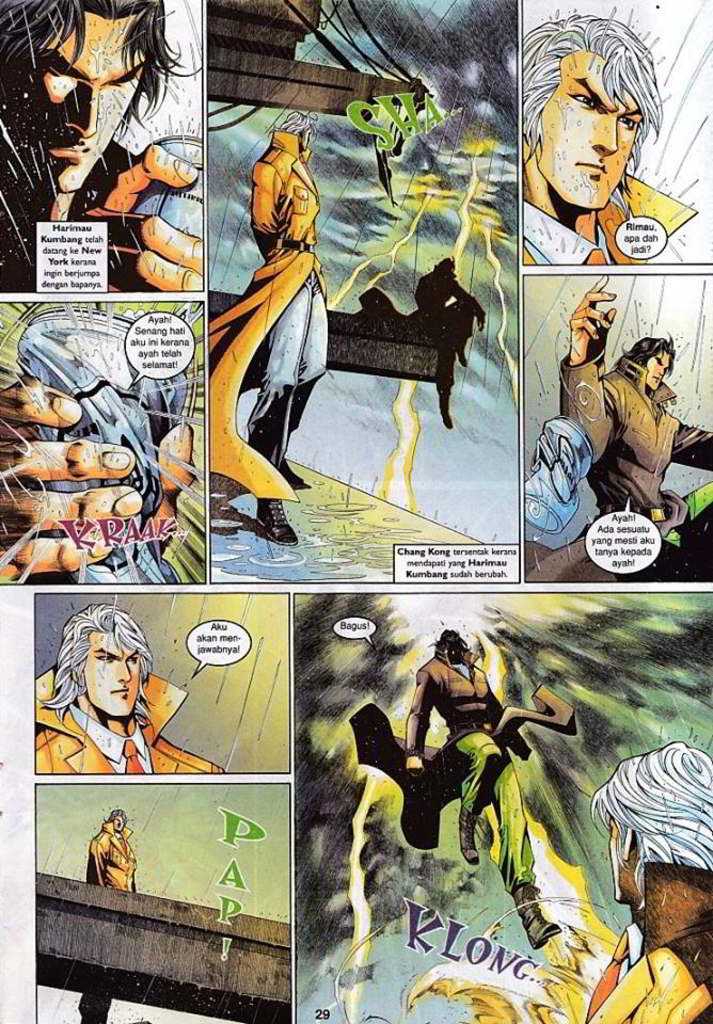 Harimau
Kumbang telah
datang ke New
York kerana
ingin berjumpa
dengan bapanya.
SHA...
Rimau,
apa dah
jadi?
Ayah!
Senang hati
aku ini kerana
ayah telah
selamat!
KRAAK...
Chang Kong tersentak kerana
mendapati yang Harimau
Kumbang sudah berubah.
Ayah!
Ada sesuatu
yang mesti aku
tanya kepada
ayah!
Aku
akan men-
jawabnya!
Bagus!
PAP!
KLONG...
29